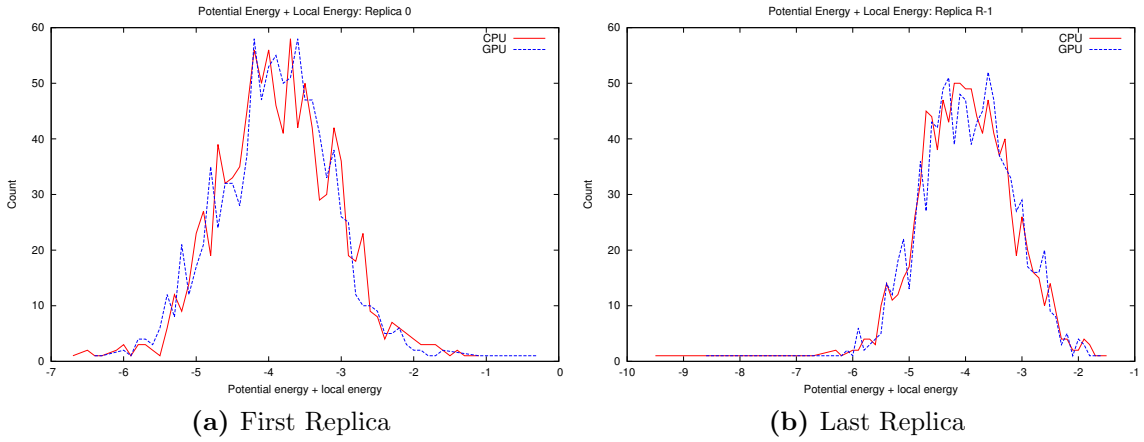 Potential Energy + Local Energy: Replica 0
60
50
40
30
20
10
0
Count
CPU
GPU
-7 -6 -5 -4 -3 -2 -1 0
Potential energy + local energy
(a) First Replica
Potential Energy + Local Energy: Replica R-1
60
50
40
30
20
10
0
Count
CPU
GPU
-10 -9 -8 -7 -6 -5 -4 -3 -2 -1
Potential energy + local energy
(b) Last Replica